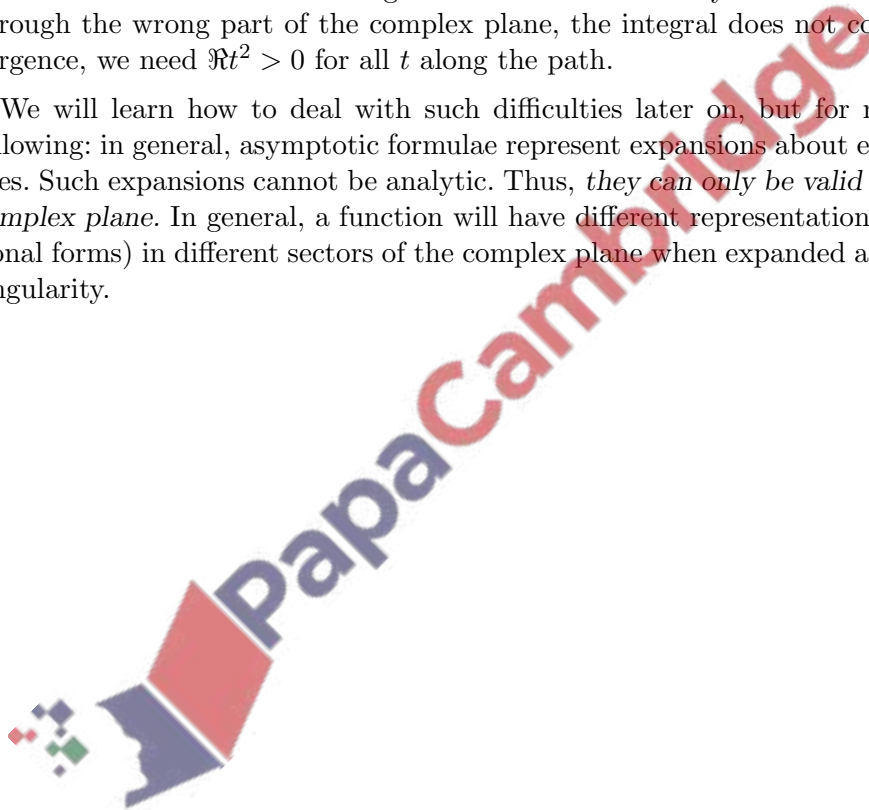 rough the wrong part of the complex plane, the integral does not co
rgence, we need ℜt² > 0 for all t along the path.
We will learn how to deal with such difficulties later on, but for
lowing: in general, asymptotic formulae represent expansions about e
es. Such expansions cannot be analytic. Thus, they can only be valid
mplex plane. In general, a function will have different representation
onal forms) in different sectors of the complex plane when expanded a
ngularity.
PapaCambridge